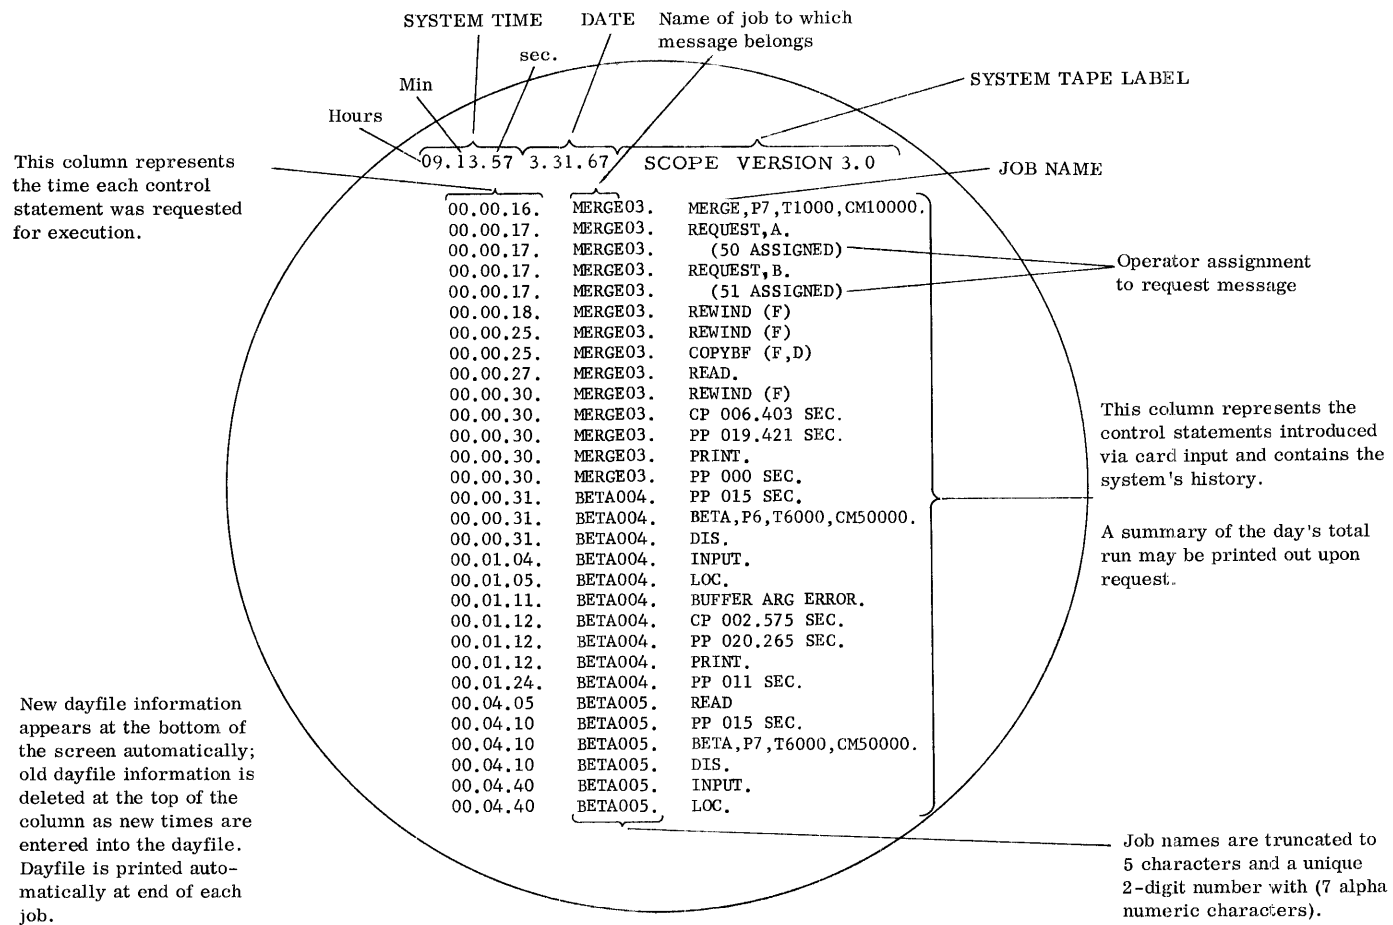 SYSTEM TIME
DATE
Name of job to which
message belongs
sec.
Min
Hours
SYSTEM TAPE LABEL
This column represents
the time each control
statement was requested
for execution.
09.13.57 3.31.67 SCOPE VERSION 3.0
JOB NAME
00.00.16. MERGE03. MERGE,P7,T1000,CM10000.
00.00.17. MERGE03. REQUEST,A.
00.00.17. MERGE03. (50 ASSIGNED)
00.00.17. MERGE03. REQUEST,B.
00.00.17. MERGE03. (51 ASSIGNED)
00.00.18. MERGE03. REWIND (F)
00.00.25. MERGE03. REWIND (F)
00.00.25. MERGE03. COPYBF (F,D)
00.00.27. MERGE03. READ.
00.00.30. MERGE03. REWIND (F)
00.00.30. MERGE03. CP 006.403 SEC.
00.00.30. MERGE03. PP 019.421 SEC.
00.00.30. MERGE03. PRINT.
00.00.30. MERGE03. PP 000 SEC.
00.00.31. BETA004. PP 015 SEC.
00.00.31. BETA004. BETA,P6,T6000,CM50000.
00.00.31. BETA004. DIS.
00.01.04. BETA004. INPUT.
00.01.05. BETA004. LOC.
00.01.11. BETA004. BUFFER ARG ERROR.
00.01.12. BETA004. CP 002.575 SEC.
00.01.12. BETA004. PP 020.265 SEC.
00.01.12. BETA004. PRINT.
00.01.24. BETA004. PP 011 SEC.
00.04.05 BETA005. READ
00.04.10 BETA005. PP 015 SEC.
00.04.10 BETA005. BETA,P7,T6000,CM50000.
00.04.10 BETA005. DIS.
00.04.40 BETA005. INPUT.
00.04.40 BETA005. LOC.
Operator assignment
to request message
This column represents the
control statements introduced
via card input and contains the
system's history.
A summary of the day's total
run may be printed out upon
request.
New dayfile information
appears at the bottom of
the screen automatically;
old dayfile information is
deleted at the top of the
column as new times are
entered into the dayfile.
Dayfile is printed auto-
matically at end of each
job.
Job names are truncated to
5 characters and a unique
2-digit number with (7 alpha
numeric characters).